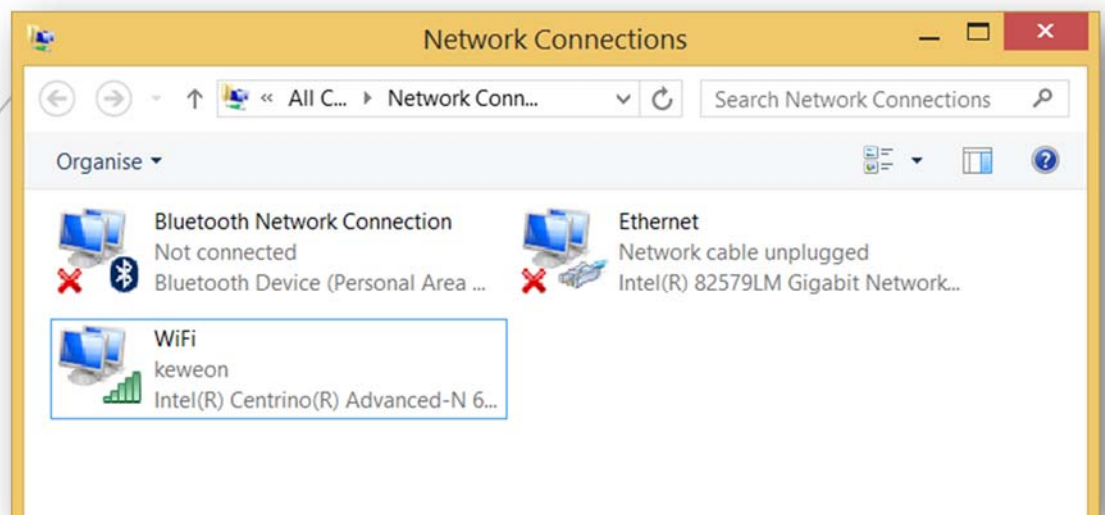 Network Connections
« All C... Network Conn...
Search Network Connections
Organise
Bluetooth Network Connection
Not connected
Bluetooth Device (Personal Area ...
Ethernet
Network cable unplugged
Intel(R) 82579LM Gigabit Network...
WiFi
keweon
Intel(R) Centrino(R) Advanced-N 6...